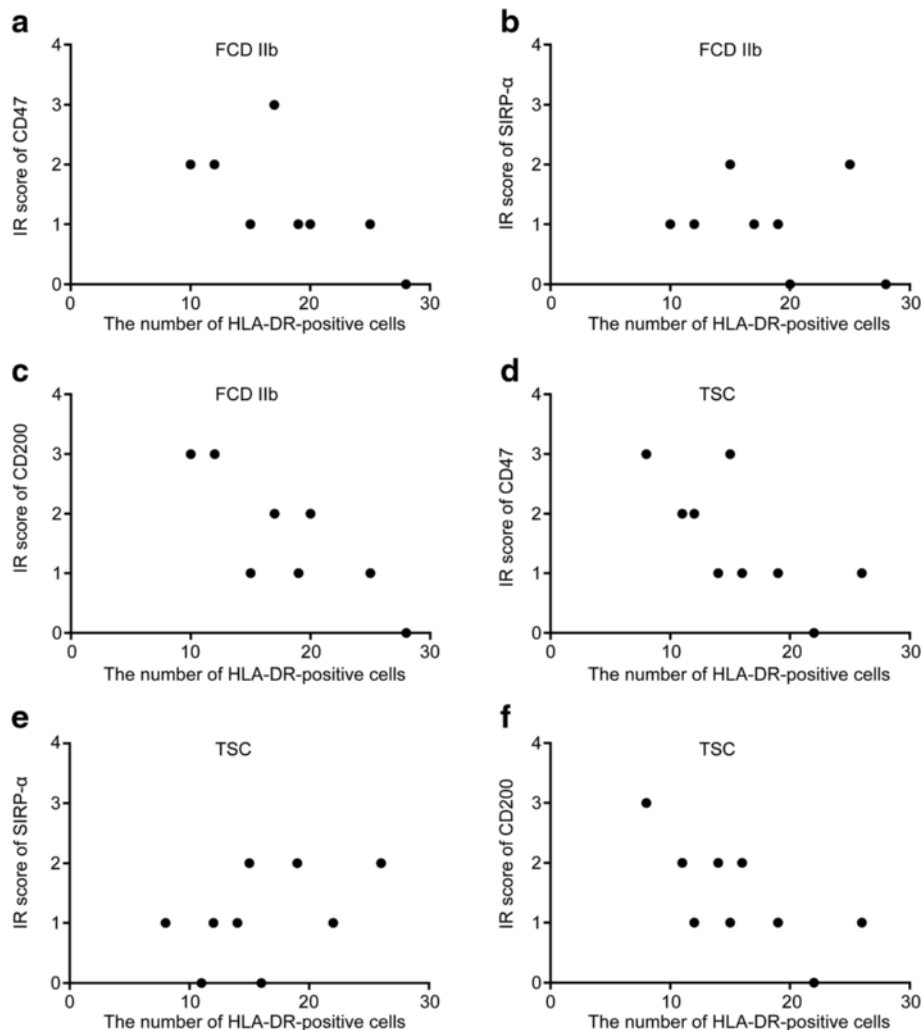 a
FCD IIb
IR score of CD47
4
3
2
1
0
0 10 20 30
The number of HLA-DR-positive cells
b
FCD IIb
IR score of SIRP-α
4
3
2
1
0
0 10 20 30
The number of HLA-DR-positive cells
c
FCD IIb
IR score of CD200
4
3
2
1
0
0 10 20 30
The number of HLA-DR-positive cells
d
TSC
IR score of CD47
4
3
2
1
0
0 10 20 30
The number of HLA-DR-positive cells
e
TSC
IR score of SIRP-α
4
3
2
1
0
0 10 20 30
The number of HLA-DR-positive cells
f
TSC
IR score of CD200
4
3
2
1
0
0 10 20 30
The number of HLA-DR-positive cells